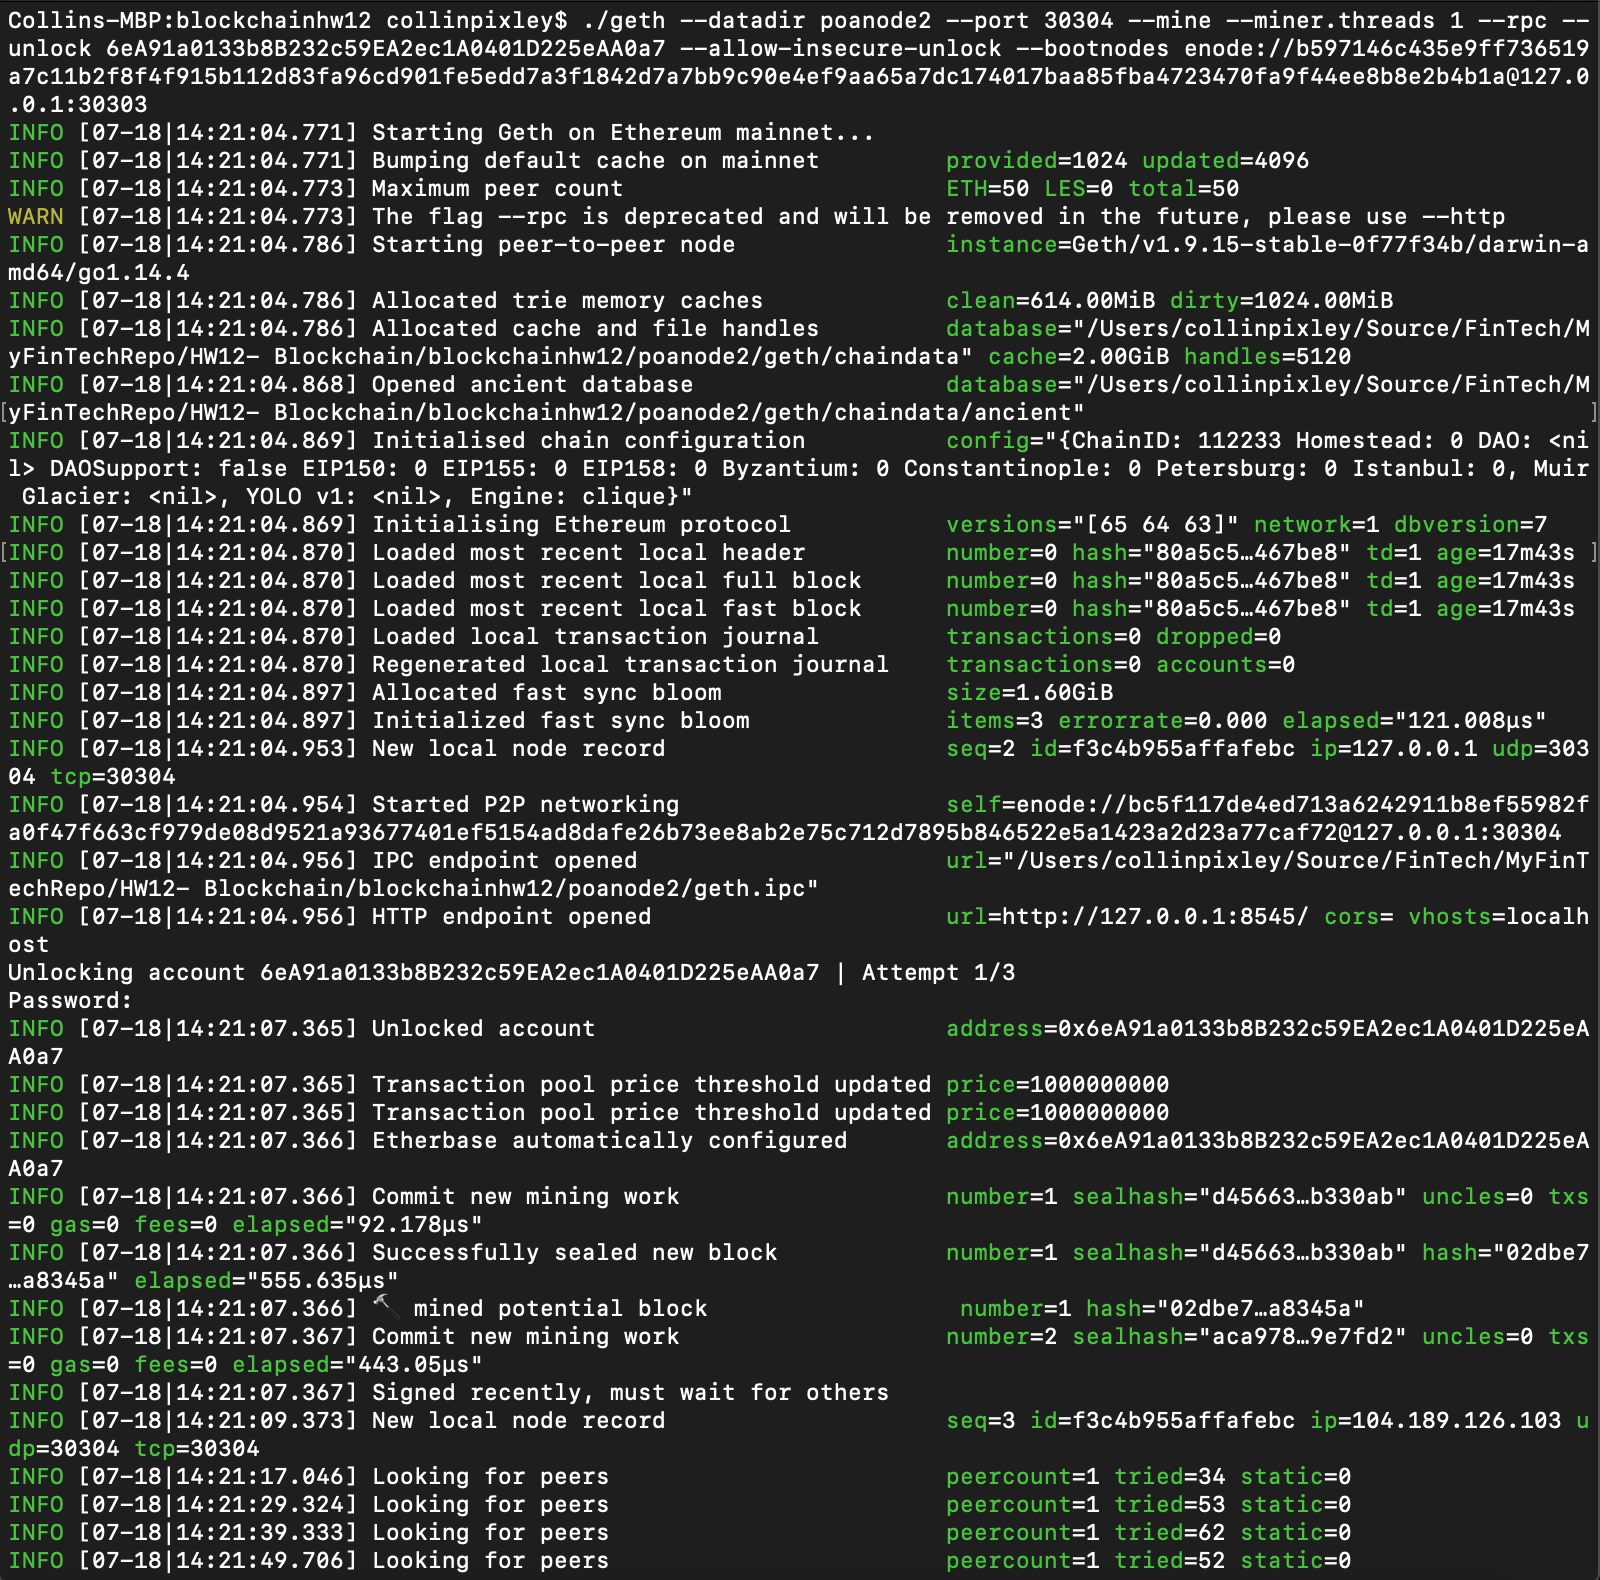 Collins-MBP:blockchainhw12 collinpixley$ ./geth --datadir poanode2 --port 30304 --mine --miner.threads 1 --rpc --
unlock 6eA91a0133b8B232c59EA2ec1A0401D225eAA0a7 --allow-insecure-unlock --bootnodes enode://b597146c435e9ff736519
a7c11b2f8f4f915b112d83fa96cd901fe5edd7a3f1842d7a7bb9c90e4ef9aa65a7dc174017baa85fba4723470fa9f44ee8b8e2b4b1a@127.0
.0.1:30303
INFO [07-18|14:21:04.771] Starting Geth on Ethereum mainnet...
INFO [07-18|14:21:04.771] Bumping default cache on mainnet         provided=1024 updated=4096
INFO [07-18|14:21:04.773] Maximum peer count                       ETH=50 LES=0 total=50
WARN [07-18|14:21:04.773] The flag --rpc is deprecated and will be removed in the future, please use --http
INFO [07-18|14:21:04.786] Starting peer-to-peer node               instance=Geth/v1.9.15-stable-0f77f34b/darwin-a
md64/go1.14.4
INFO [07-18|14:21:04.786] Allocated trie memory caches             clean=614.00MiB dirty=1024.00MiB
INFO [07-18|14:21:04.786] Allocated cache and file handles         database="/Users/collinpixley/Source/FinTech/M
yFinTechRepo/HW12- Blockchain/blockchainhw12/poanode2/geth/chaindata" cache=2.00GiB handles=5120
INFO [07-18|14:21:04.868] Opened ancient database                  database="/Users/collinpixley/Source/FinTech/M
[yFinTechRepo/HW12- Blockchain/blockchainhw12/poanode2/geth/chaindata/ancient" ]
INFO [07-18|14:21:04.869] Initialised chain configuration          config="{ChainID: 112233 Homestead: 0 DAO: <ni
l> DAOSupport: false EIP150: 0 EIP155: 0 EIP158: 0 Byzantium: 0 Constantinople: 0 Petersburg: 0 Istanbul: 0, Muir
 Glacier: <nil>, YOLO v1: <nil>, Engine: clique}"
INFO [07-18|14:21:04.869] Initialising Ethereum protocol           versions="[65 64 63]" network=1 dbversion=7
[INFO [07-18|14:21:04.870] Loaded most recent local header          number=0 hash="80a5c5…467be8" td=1 age=17m43s ]
INFO [07-18|14:21:04.870] Loaded most recent local full block      number=0 hash="80a5c5…467be8" td=1 age=17m43s
INFO [07-18|14:21:04.870] Loaded most recent local fast block      number=0 hash="80a5c5…467be8" td=1 age=17m43s
INFO [07-18|14:21:04.870] Loaded local transaction journal         transactions=0 dropped=0
INFO [07-18|14:21:04.870] Regenerated local transaction journal    transactions=0 accounts=0
INFO [07-18|14:21:04.897] Allocated fast sync bloom                size=1.60GiB
INFO [07-18|14:21:04.897] Initialized fast sync bloom              items=3 errorrate=0.000 elapsed="121.008µs"
INFO [07-18|14:21:04.953] New local node record                    seq=2 id=f3c4b955affafebc ip=127.0.0.1 udp=303
04 tcp=30304
INFO [07-18|14:21:04.954] Started P2P networking                   self=enode://bc5f117de4ed713a6242911b8ef55982f
a0f47f663cf979de08d9521a93677401ef5154ad8dafe26b73ee8ab2e75c712d7895b846522e5a1423a2d23a77caf72@127.0.0.1:30304
INFO [07-18|14:21:04.956] IPC endpoint opened                      url="/Users/collinpixley/Source/FinTech/MyFinT
echRepo/HW12- Blockchain/blockchainhw12/poanode2/geth.ipc"
INFO [07-18|14:21:04.956] HTTP endpoint opened                     url=http://127.0.0.1:8545/ cors= vhosts=localh
ost
Unlocking account 6eA91a0133b8B232c59EA2ec1A0401D225eAA0a7 | Attempt 1/3
Password:
INFO [07-18|14:21:07.365] Unlocked account                         address=0x6eA91a0133b8B232c59EA2ec1A0401D225eA
A0a7
INFO [07-18|14:21:07.365] Transaction pool price threshold updated price=1000000000
INFO [07-18|14:21:07.365] Transaction pool price threshold updated price=1000000000
INFO [07-18|14:21:07.366] Etherbase automatically configured       address=0x6eA91a0133b8B232c59EA2ec1A0401D225eA
A0a7
INFO [07-18|14:21:07.366] Commit new mining work                   number=1 sealhash="d45663…b330ab" uncles=0 txs
=0 gas=0 fees=0 elapsed="92.178µs"
INFO [07-18|14:21:07.366] Successfully sealed new block            number=1 sealhash="d45663…b330ab" hash="02dbe7
…a8345a" elapsed="555.635µs"
INFO [07-18|14:21:07.366] 🔨 mined potential block                  number=1 hash="02dbe7…a8345a"
INFO [07-18|14:21:07.367] Commit new mining work                   number=2 sealhash="aca978…9e7fd2" uncles=0 txs
=0 gas=0 fees=0 elapsed="443.05µs"
INFO [07-18|14:21:07.367] Signed recently, must wait for others
INFO [07-18|14:21:09.373] New local node record                    seq=3 id=f3c4b955affafebc ip=104.189.126.103 u
dp=30304 tcp=30304
INFO [07-18|14:21:17.046] Looking for peers                        peercount=1 tried=34 static=0
INFO [07-18|14:21:29.324] Looking for peers                        peercount=1 tried=53 static=0
INFO [07-18|14:21:39.333] Looking for peers                        peercount=1 tried=62 static=0
INFO [07-18|14:21:49.706] Looking for peers                        peercount=1 tried=52 static=0